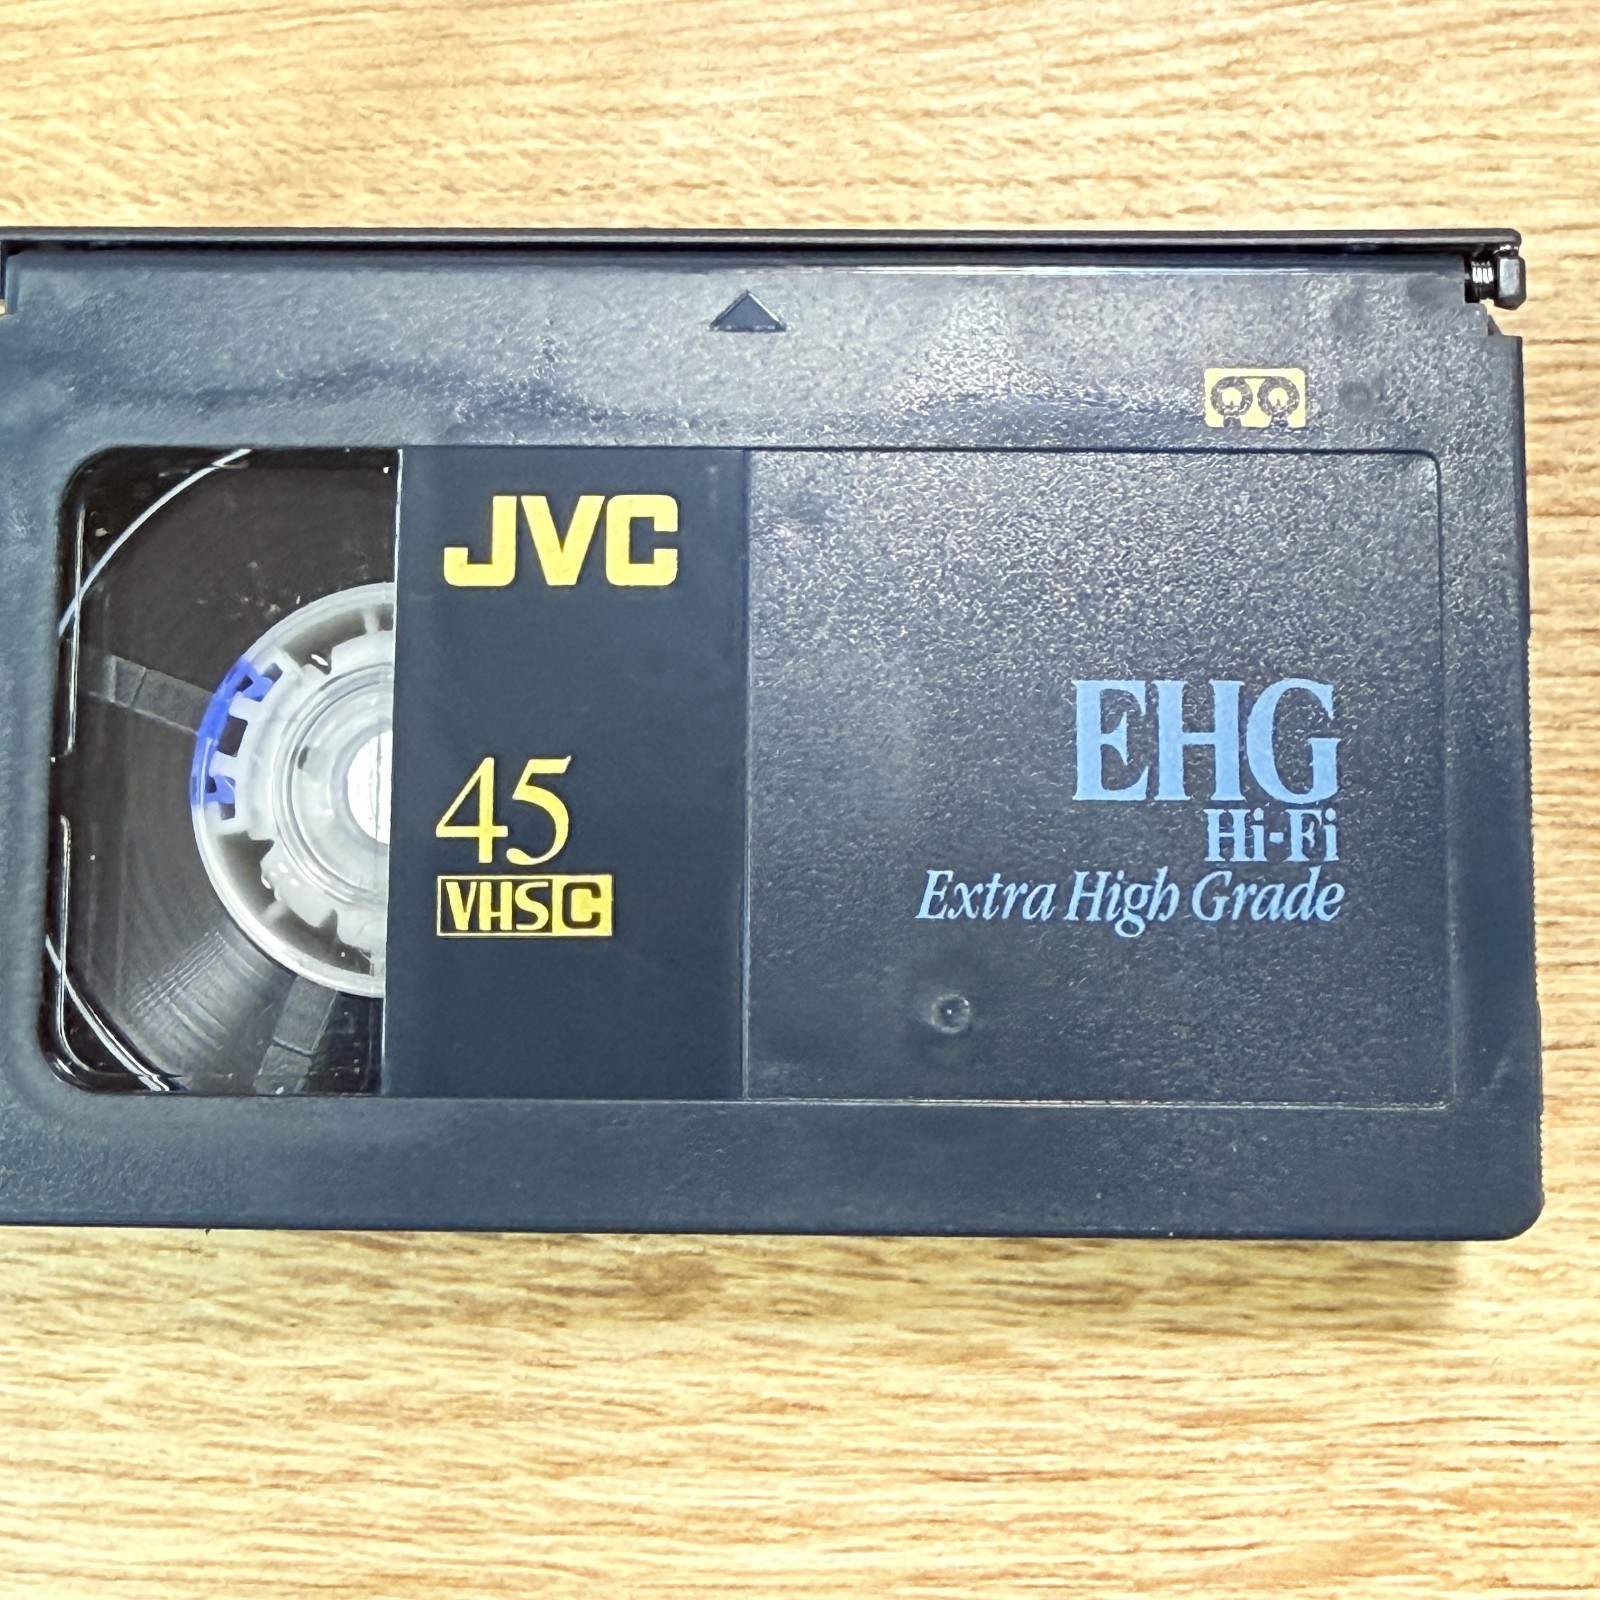 JVC
45
VHS C
EHG
Hi-Fi
Extra High Grade